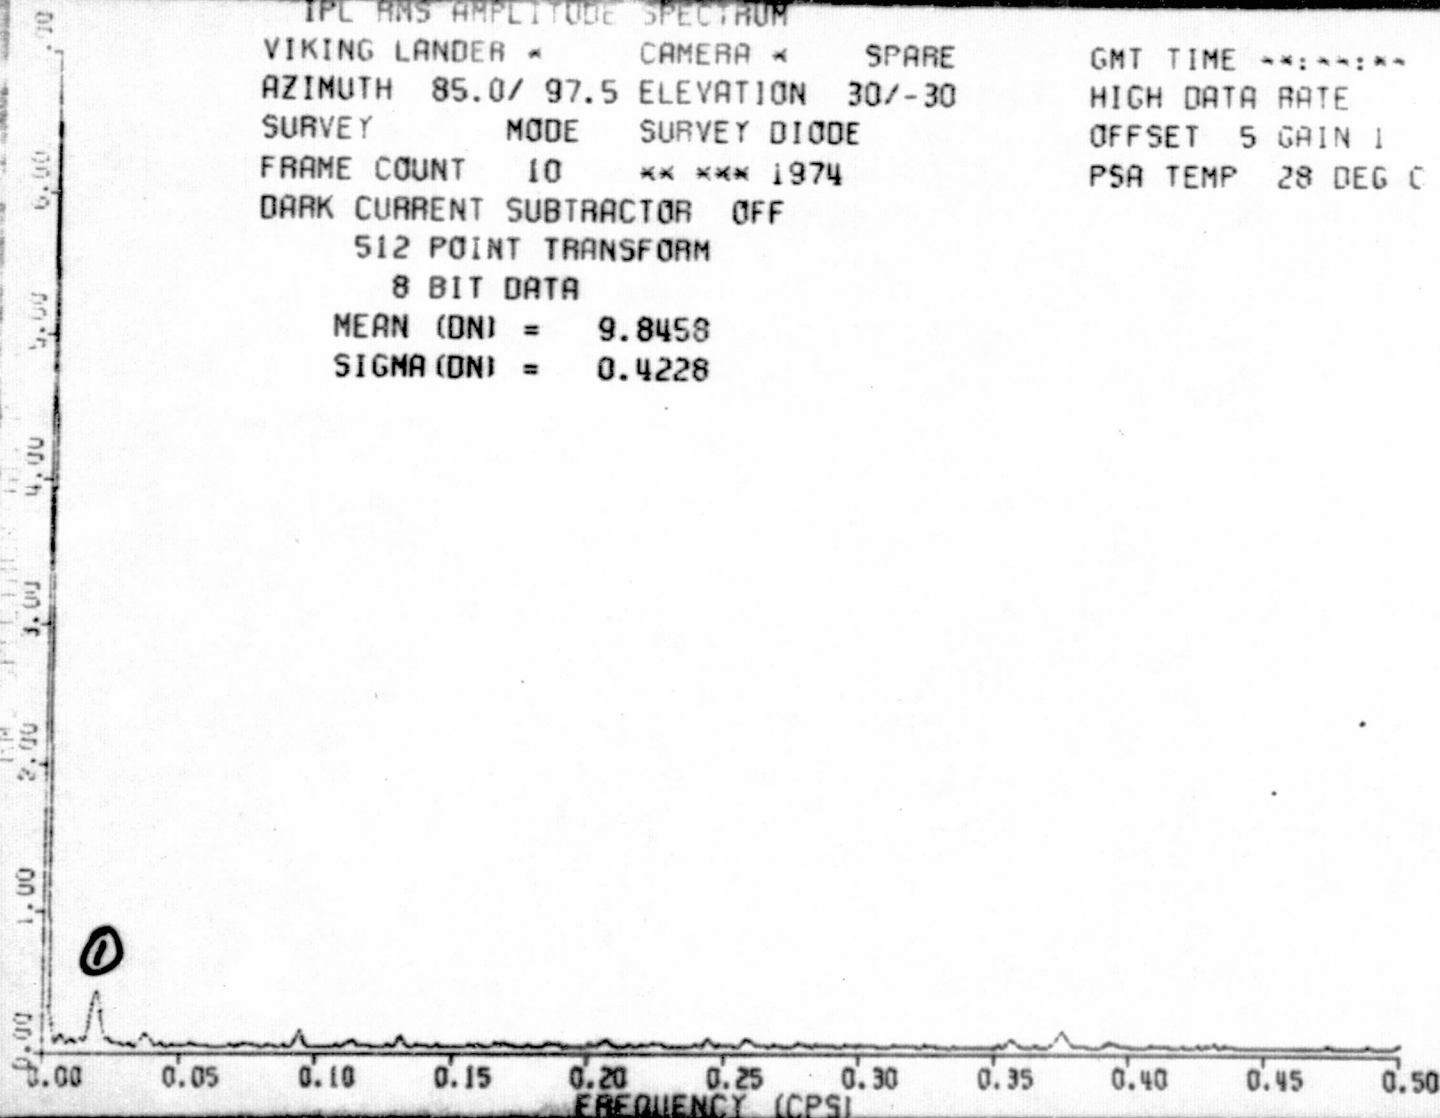 IPL RMS AMPLITUDE SPECTRUM
VIKING LANDER * CAMERA * SPARE GMT TIME **:**:**
AZIMUTH 85.0/ 97.5 ELEVATION 30/-30 HIGH DATA RATE
SURVEY MODE SURVEY DIODE OFFSET 5 GAIN 1
FRAME COUNT 10 ** *** 1974 PSA TEMP 28 DEG C
DARK CURRENT SUBTRACTOR OFF
512 POINT TRANSFORM
8 BIT DATA
MEAN (DN) = 9.8458
SIGMA (DN) = 0.4228
6.00
5.00
4.00
3.00
2.00
1.00
0.00
1
0.00 0.05 0.10 0.15 0.20 0.25 0.30 0.35 0.40 0.45 0.50
FREQUENCY (CPS)